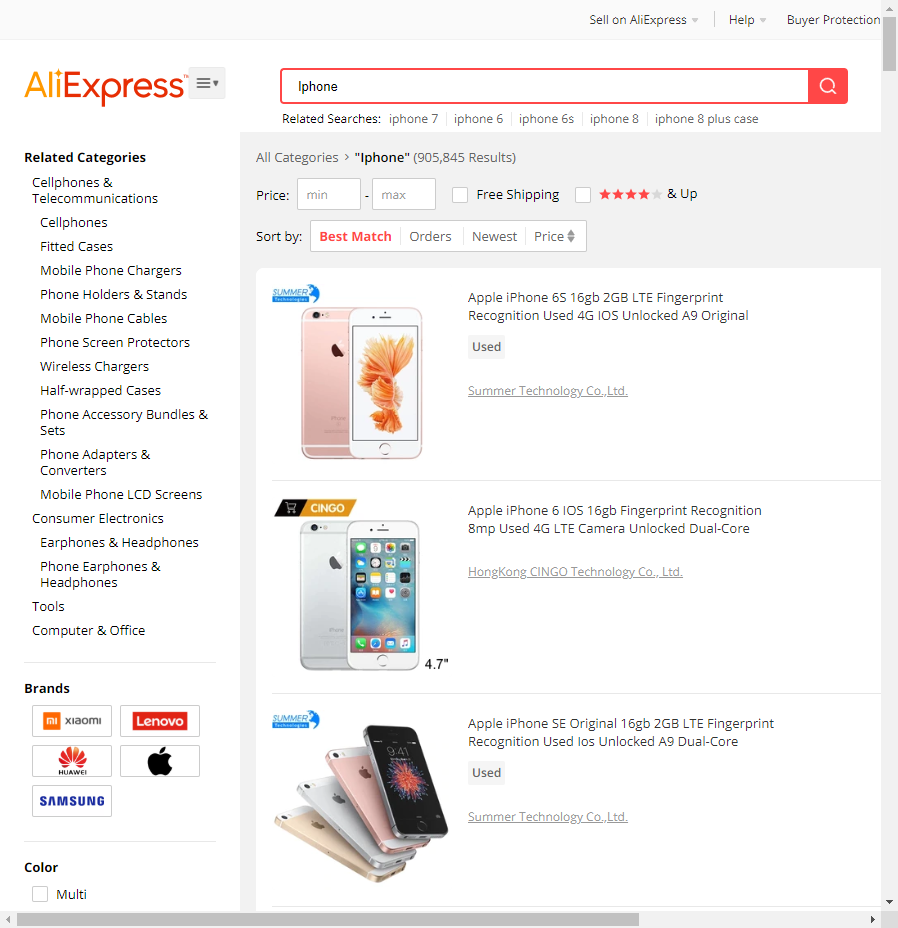 Sell on AliExpress
Help
Buyer Protection
AliExpress™
Iphone
Related Searches: iphone 7 iphone 6 iphone 6s iphone 8 iphone 8 plus case
Related Categories
Cellphones &
Telecommunications
Cellphones
Fitted Cases
Mobile Phone Chargers
Phone Holders & Stands
Mobile Phone Cables
Phone Screen Protectors
Wireless Chargers
Half-wrapped Cases
Phone Accessory Bundles &
Sets
Phone Adapters &
Converters
Mobile Phone LCD Screens
Consumer Electronics
Earphones & Headphones
Phone Earphones &
Headphones
Tools
Computer & Office
Brands
mi xiaomi
Lenovo
HUAWEI
SAMSUNG
Color
Multi
All Categories > "Iphone" (905,845 Results)
Price: min - max Free Shipping & Up
Sort by: Best Match Orders Newest Price
SUMMER
Technologies
Apple iPhone 6S 16gb 2GB LTE Fingerprint
Recognition Used 4G IOS Unlocked A9 Original
Used
Summer Technology Co.,Ltd.
CINGO
4.7"
Apple iPhone 6 IOS 16gb Fingerprint Recognition
8mp Used 4G LTE Camera Unlocked Dual-Core
HongKong CINGO Technology Co., Ltd.
SUMMER
Technologies
9:41
Apple iPhone SE Original 16gb 2GB LTE Fingerprint
Recognition Used Ios Unlocked A9 Dual-Core
Used
Summer Technology Co.,Ltd.